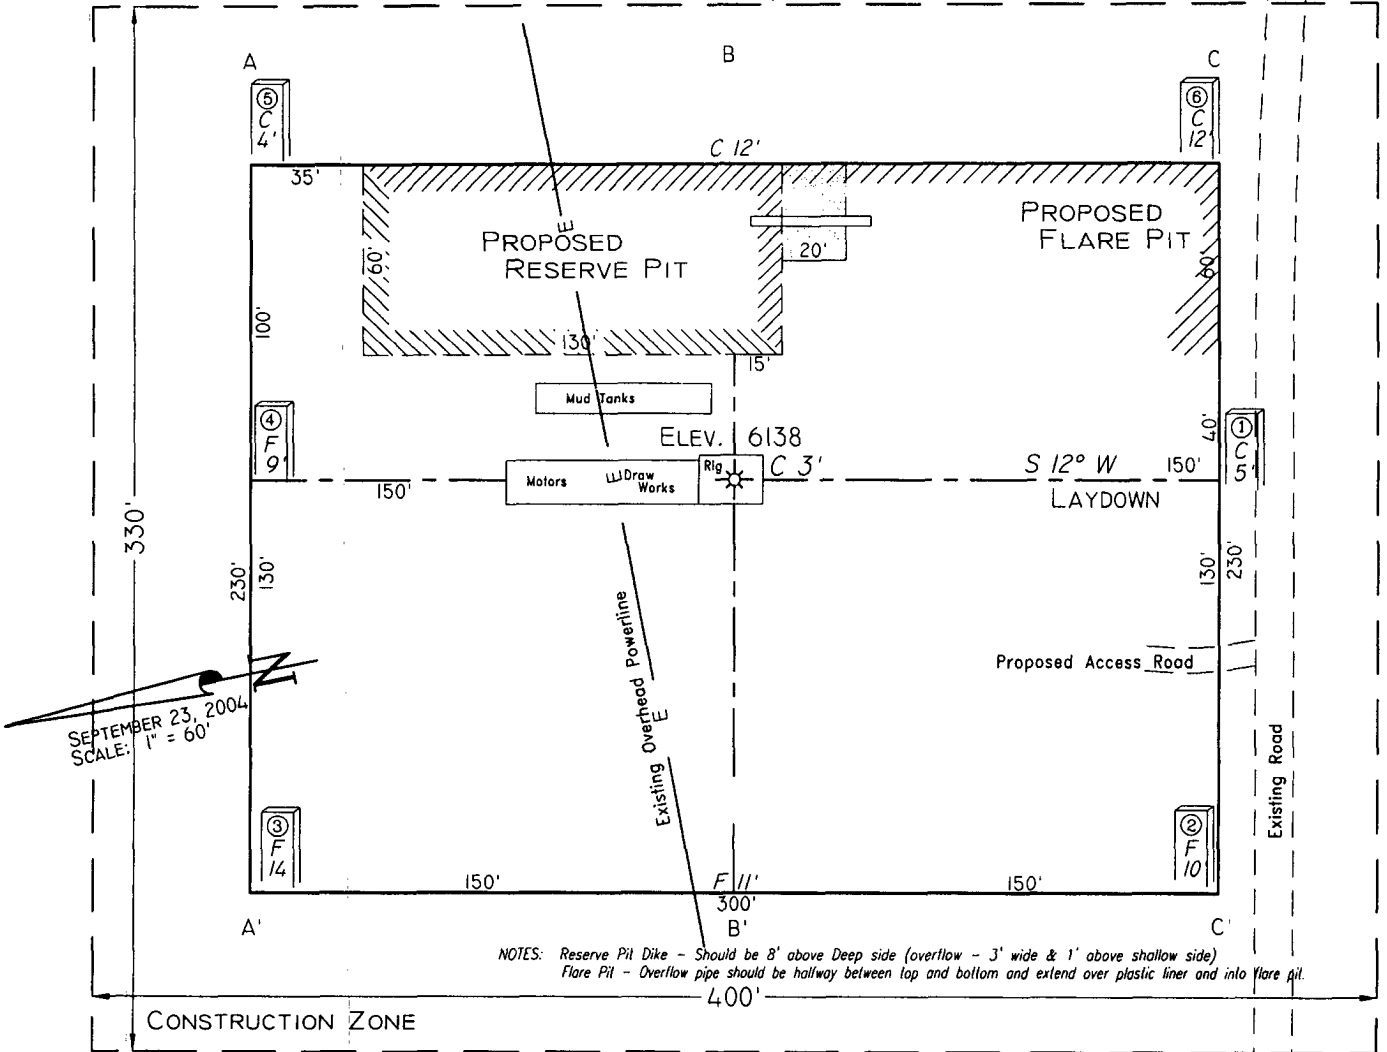 A
B
C
⑤
C
4'
⑥
C
12'
C 12'
35'
PROPOSED
RESERVE PIT
E
60'
20'
PROPOSED
FLARE PIT
60'
100'
130'
15'
Mud Tanks
④
F
9'
ELEV. 6138
40'
①
C
5'
Motors
E
Draw
Works
Rig
C 3'
S 12° W
150'
150'
LAYDOWN
330'
230'
130'
130'
230'
N
SEPTEMBER 23, 2004
SCALE: 1" = 60'
Existing Overhead Powerline
E
Proposed Access Road
Existing Road
③
F
14'
②
F
10'
150'
F 11'
150'
300'
A'
B'
C'
NOTES: Reserve Pit Dike - Should be 8' above Deep side (overflow - 3' wide & 1' above shallow side)
Flare Pit - Overflow pipe should be halfway between top and bottom and extend over plastic liner and into flare pit.
400'
CONSTRUCTION ZONE